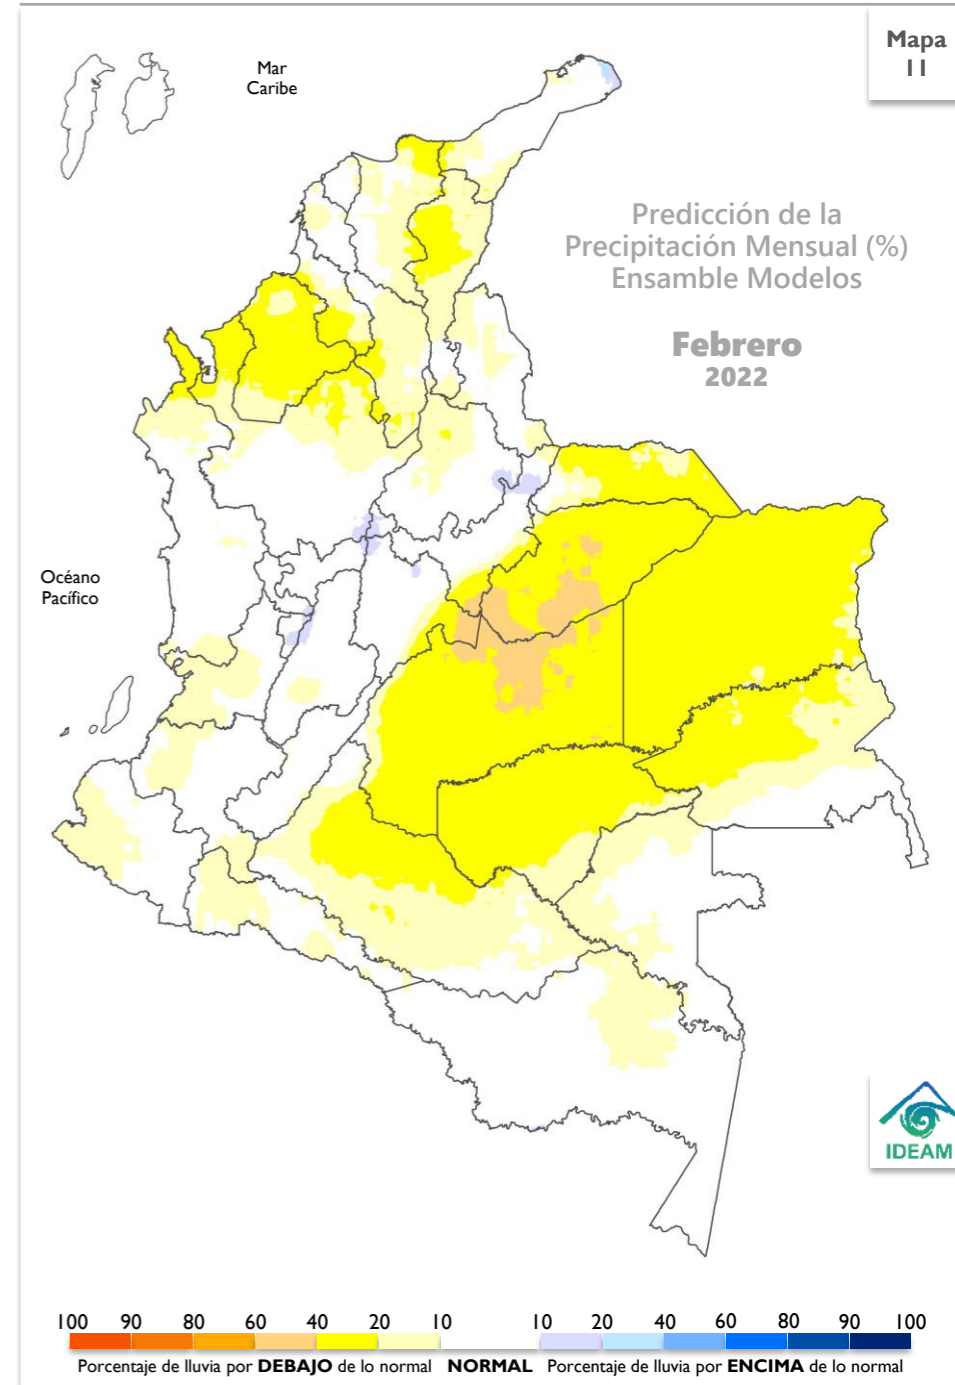 Mapa
11
Mar
Caribe
Predicción de la
Precipitación Mensual (%)
Ensamble Modelos
Febrero
2022
Océano
Pacífico
IDEAM
100 90 80 60 40 20 10 10 20 40 60 80 90 100
Porcentaje de lluvia por DEBAJO de lo normal NORMAL Porcentaje de lluvia por ENCIMA de lo normal